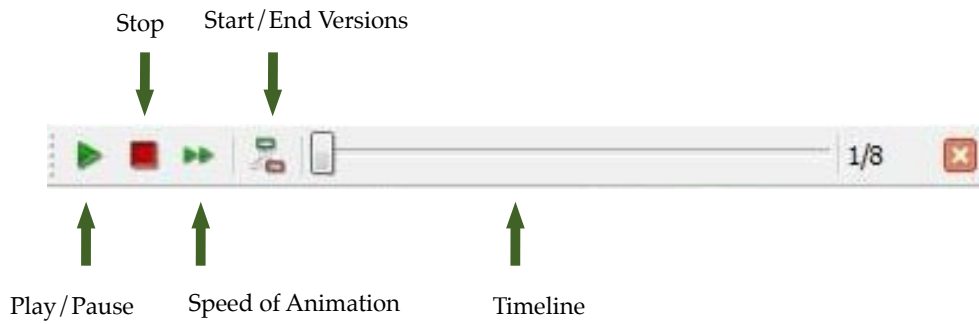 Stop
Start/End Versions
1/8
Play/Pause
Speed of Animation
Timeline